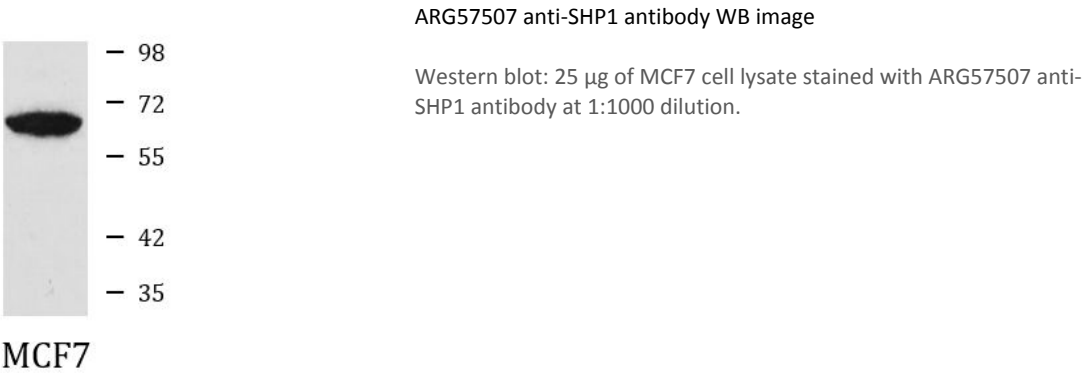 ARG57507 anti-SHP1 antibody WB image
Western blot: 25 µg of MCF7 cell lysate stained with ARG57507 anti-
SHP1 antibody at 1:1000 dilution.
– 98
– 72
– 55
– 42
– 35
MCF7